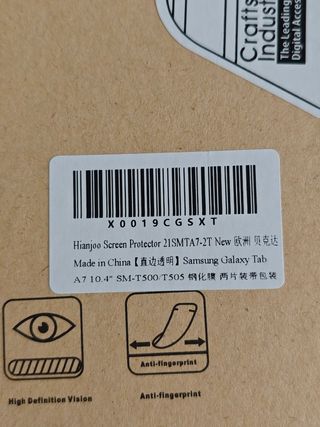 Crafts
Indust
The Leading
Digital Acces
X0019CGSXT
Hianjoo Screen Protector 21SMTA7-2T New 欧洲 贝克达
Made in China【直边透明】Samsung Galaxy Tab
A7 10.4" SM-T500/T505 钢化膜 两片装带包装
Anti-fingerprint
High Definition Vision
Anti-fingerprint